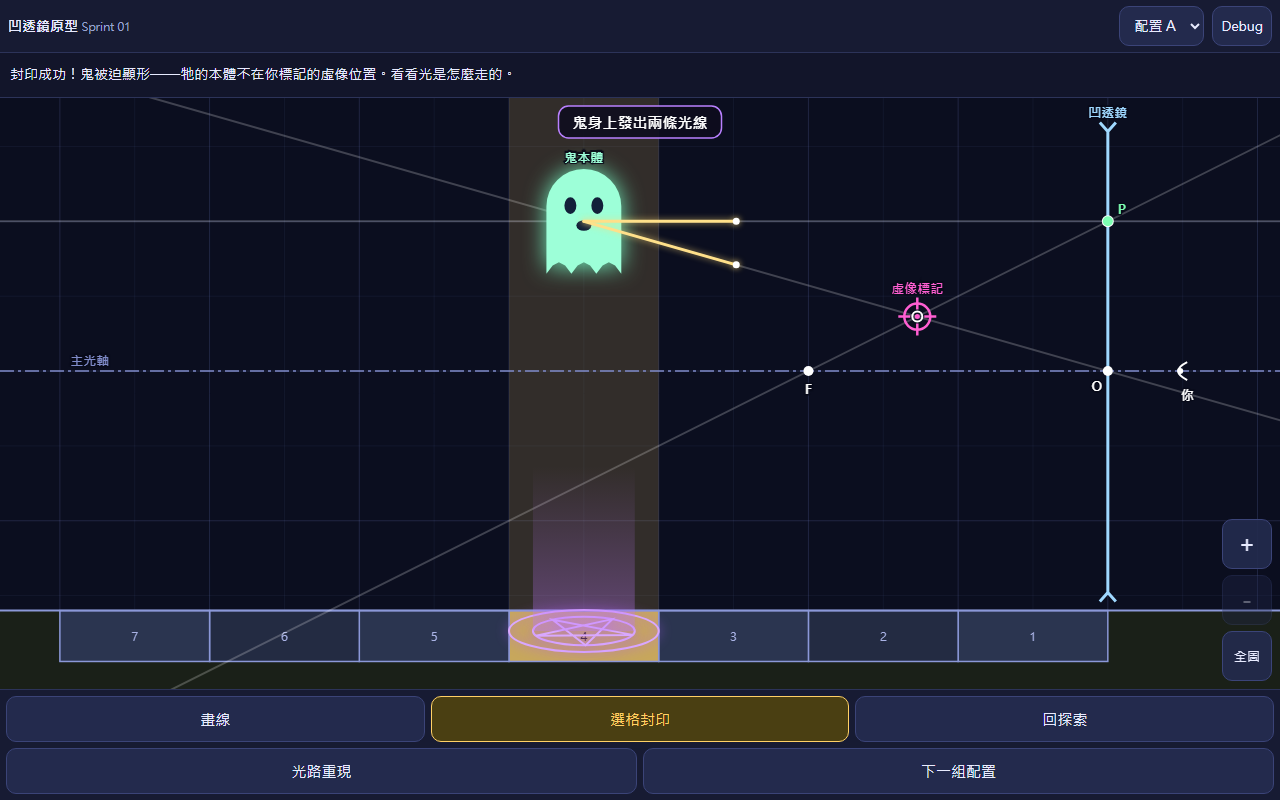 凹透鏡原型 Sprint 01
配置 A
Debug
封印成功！鬼被迫顯形——牠的本體不在你標記的虛像位置。看看光是怎麼走的。
凹透鏡
鬼身上發出兩條光線
鬼本體
P
虛像標記
主光軸
F
O
你
+
−
7
6
5
4
3
2
1
全圖
畫線
選格封印
回探索
光路重現
下一組配置